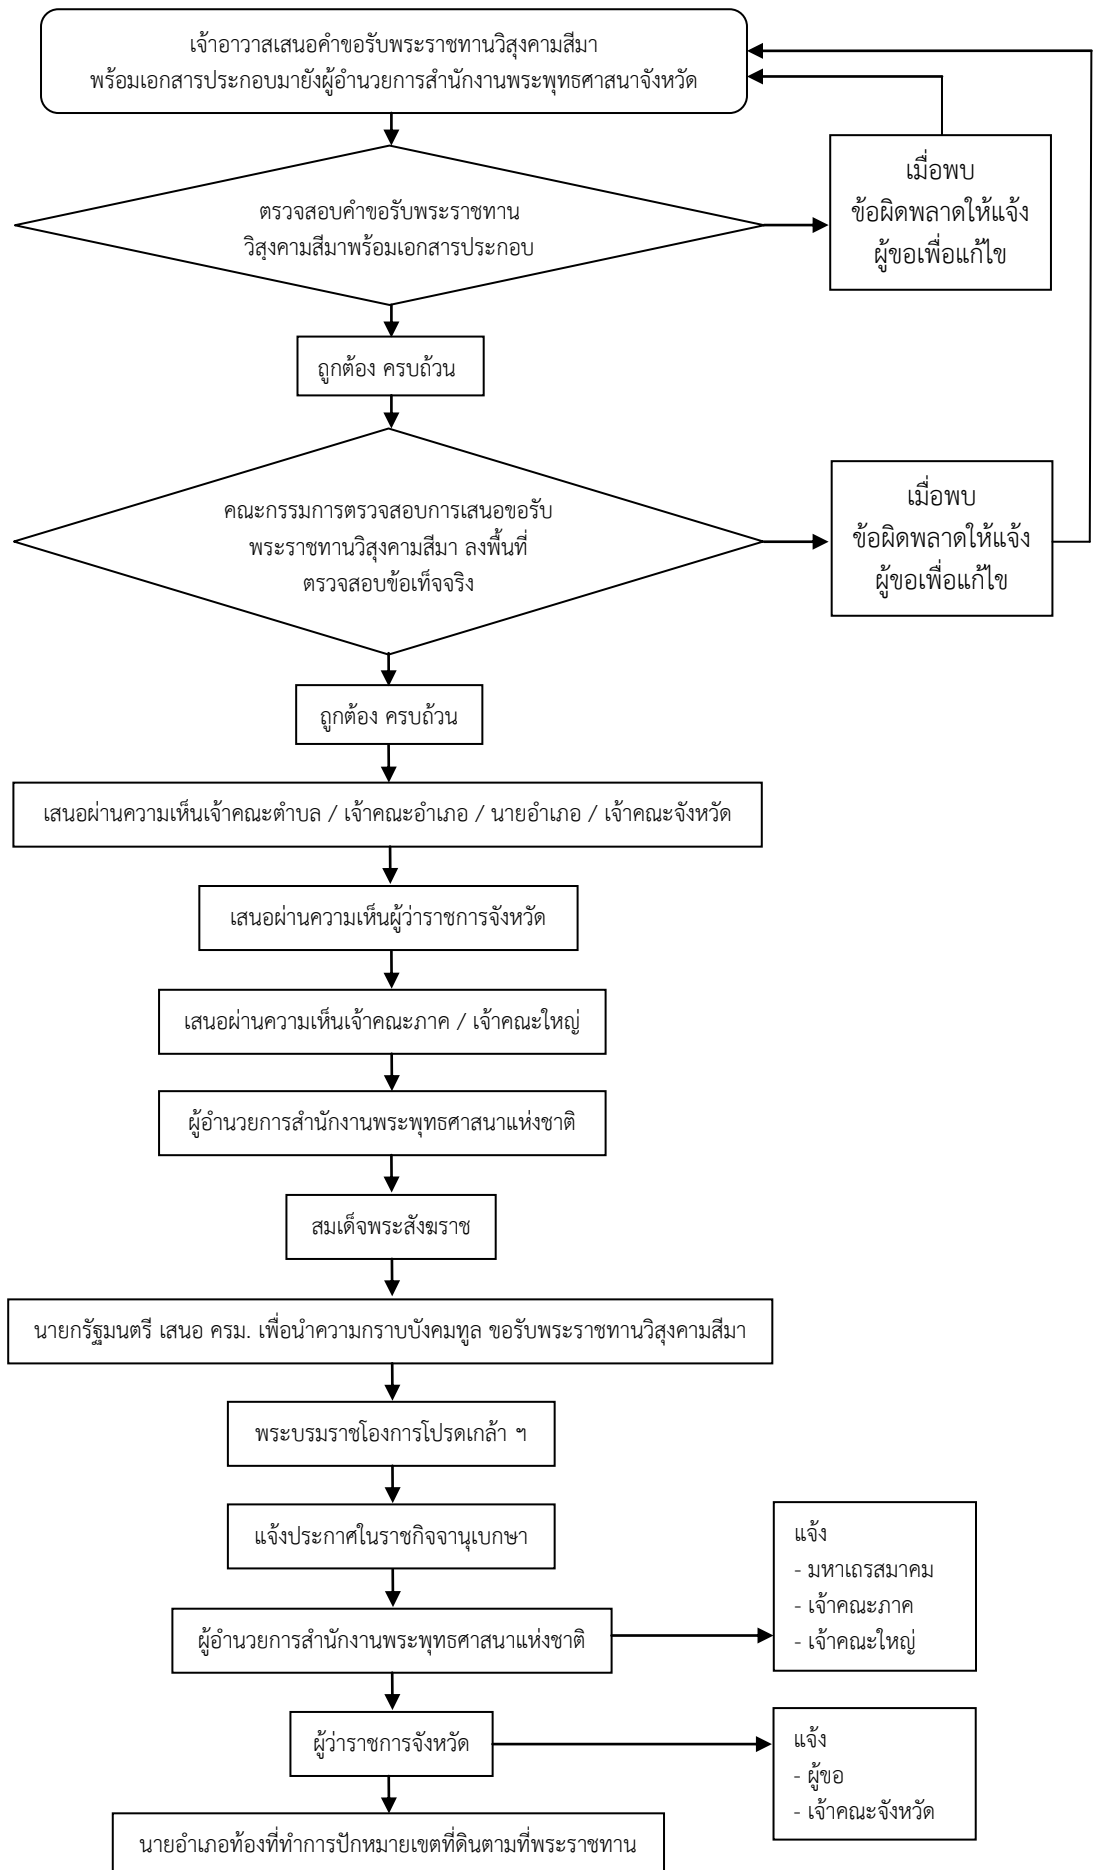 เจ้าอาวาสเสนอคำขอรับพระราชทานวิสุงคามสีมา
พร้อมเอกสารประกอบมายังผู้อำนวยการสำนักงานพระพุทธศาสนาจังหวัด
ตรวจสอบคำขอรับพระราชทาน
วิสุงคามสีมาพร้อมเอกสารประกอบ
เมื่อพบ
ข้อผิดพลาดให้แจ้ง
ผู้ขอเพื่อแก้ไข
ถูกต้อง ครบถ้วน
คณะกรรมการตรวจสอบการเสนอขอรับ
พระราชทานวิสุงคามสีมา ลงพื้นที่
ตรวจสอบข้อเท็จจริง
เมื่อพบ
ข้อผิดพลาดให้แจ้ง
ผู้ขอเพื่อแก้ไข
ถูกต้อง ครบถ้วน
เสนอผ่านความเห็นเจ้าคณะตำบล / เจ้าคณะอำเภอ / นายอำเภอ / เจ้าคณะจังหวัด
เสนอผ่านความเห็นผู้ว่าราชการจังหวัด
เสนอผ่านความเห็นเจ้าคณะภาค / เจ้าคณะใหญ่
ผู้อำนวยการสำนักงานพระพุทธศาสนาแห่งชาติ
สมเด็จพระสังฆราช
นายกรัฐมนตรี เสนอ ครม. เพื่อนำความกราบบังคมทูล ขอรับพระราชทานวิสุงคามสีมา
พระบรมราชโองการโปรดเกล้า ฯ
แจ้งประกาศในราชกิจจานุเบกษา
ผู้อำนวยการสำนักงานพระพุทธศาสนาแห่งชาติ
แจ้ง
- มหาเถรสมาคม
- เจ้าคณะภาค
- เจ้าคณะใหญ่
ผู้ว่าราชการจังหวัด
แจ้ง
- ผู้ขอ
- เจ้าคณะจังหวัด
นายอำเภอท้องที่ทำการปักหมายเขตที่ดินตามที่พระราชทาน